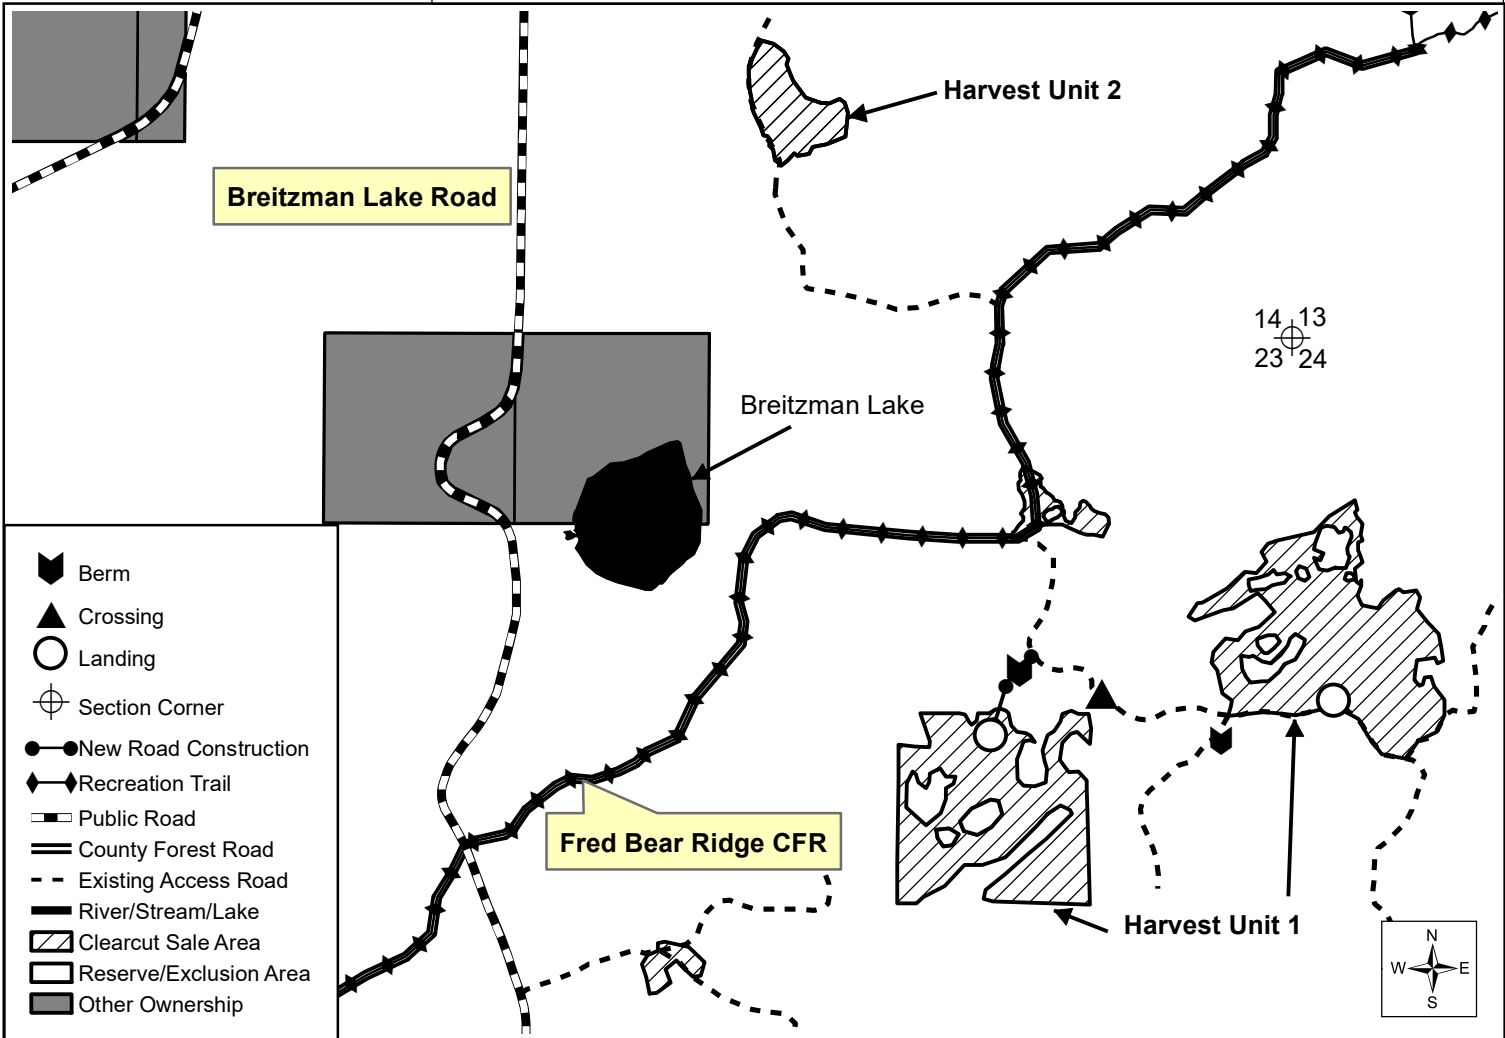 Harvest Unit 2
Breitzman Lake Road
14 13
23 24
Breitzman Lake
Berm
Crossing
Landing
Section Corner
New Road Construction
Recreation Trail
Public Road
County Forest Road
Existing Access Road
River/Stream/Lake
Clearcut Sale Area
Reserve/Exclusion Area
Other Ownership
Fred Bear Ridge CFR
Harvest Unit 1
N
W E
S